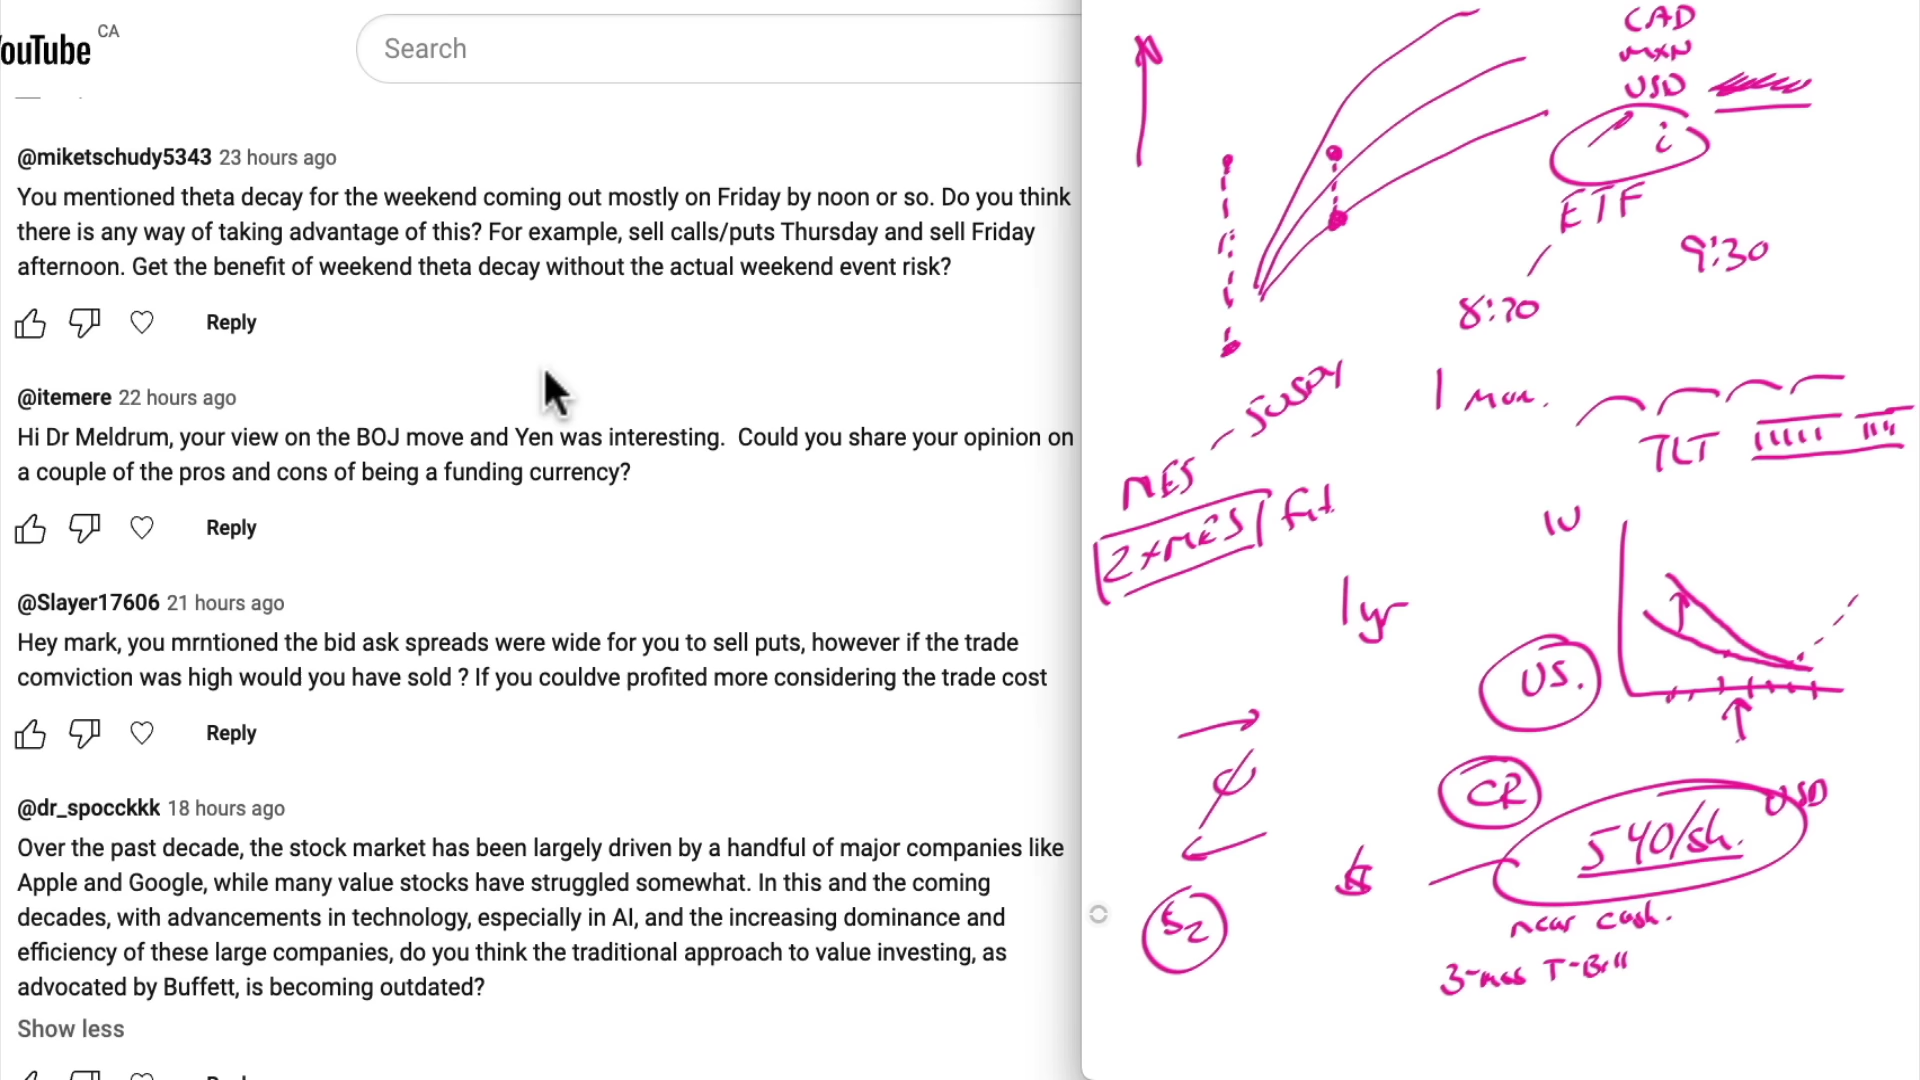 ouTube CA
Search
@miketschudy5343 23 hours ago
You mentioned theta decay for the weekend coming out mostly on Friday by noon or so. Do you think
there is any way of taking advantage of this? For example, sell calls/puts Thursday and sell Friday
afternoon. Get the benefit of weekend theta decay without the actual weekend event risk?
Reply
@itemere 22 hours ago
Hi Dr Meldrum, your view on the BOJ move and Yen was interesting.  Could you share your opinion on
a couple of the pros and cons of being a funding currency?
Reply
@Slayer17606 21 hours ago
Hey mark, you mrntioned the bid ask spreads were wide for you to sell puts, however if the trade
comviction was high would you have sold ? If you couldve profited more considering the trade cost
Reply
@dr_spocckkk 18 hours ago
Over the past decade, the stock market has been largely driven by a handful of major companies like
Apple and Google, while many value stocks have struggled somewhat. In this and the coming
decades, with advancements in technology, especially in AI, and the increasing dominance and
efficiency of these large companies, do you think the traditional approach to value investing, as
advocated by Buffett, is becoming outdated?
Show less
CAD
MXN
USD
i
ETF
9:30
1 mon.
TLT
MES
2xMES fut
IV
1yr
US.
CR
USD
540/sh.
near cash.
T-Bill